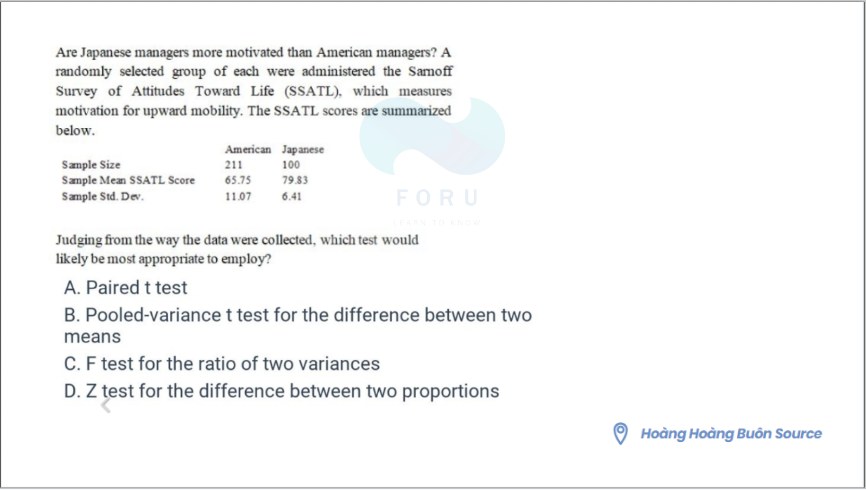 Are Japanese managers more motivated than American managers? A
randomly selected group of each were administered the Sarnoff
Survey of Attitudes Toward Life (SSATL), which measures
motivation for upward mobility. The SSATL scores are summarized
below.
American Japanese
Sample Size 211 100
Sample Mean SSATL Score 65.75 79.83
Sample Std. Dev. 11.07 6.41
FORU
Judging from the way the data were collected, which test would
likely be most appropriate to employ?
A. Paired t test
B. Pooled-variance t test for the difference between two
means
C. F test for the ratio of two variances
D. Z test for the difference between two proportions
Hoàng Hoàng Buôn Source